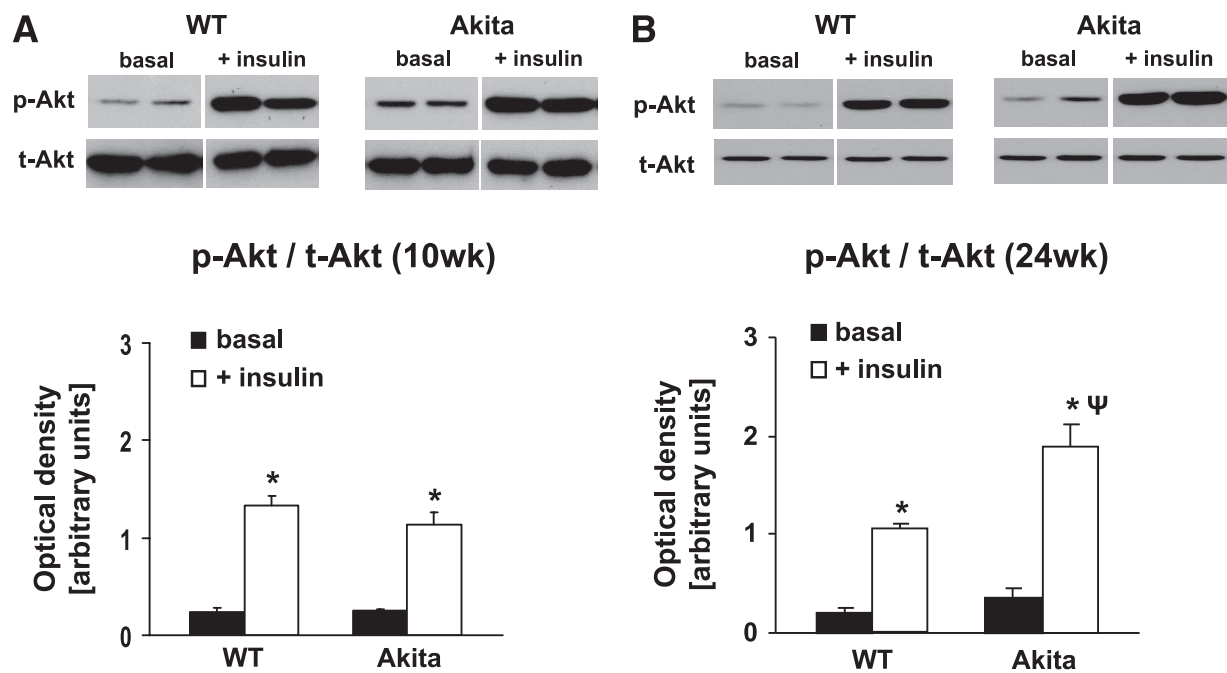 A
WT
Akita
basal
+ insulin
basal
+ insulin
p-Akt
t-Akt
p-Akt / t-Akt (10wk)
basal
+ insulin
Optical density
[arbitrary units]
3
2
1
0
*
*
WT
Akita
B
WT
Akita
basal
+ insulin
basal
+ insulin
p-Akt
t-Akt
p-Akt / t-Akt (24wk)
basal
+ insulin
Optical density
[arbitrary units]
3
2
1
0
*
* Ψ
WT
Akita